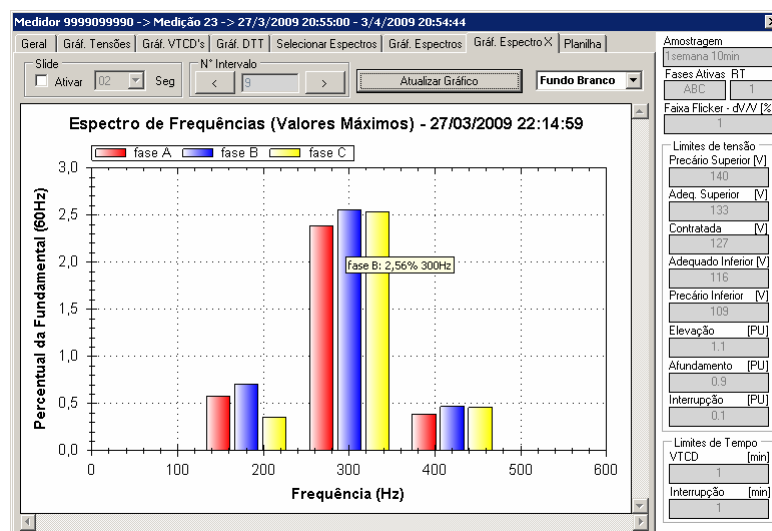 Medidor 9999099990 -> Medição 23 -> 27/3/2009 20:55:00 - 3/4/2009 20:54:44
Geral Gráf. Tensões Gráf. VTCD's Gráf. DTT Selecionar Espectros Gráf. Espectros Gráf. Espectro X Planilha
Slide
Ativar 02 Seg
N° Intervalo
< 9 >
Atualizar Gráfico
Fundo Branco
Espectro de Frequências (Valores Máximos) - 27/03/2009 22:14:59
fase A fase B fase C
Percentual da Fundamental (60Hz)
3,0
2,5
2,0
1,5
1,0
0,5
0,0
fase B: 2,56% 300Hz
0 100 200 300 400 500 600
Frequência (Hz)
Amostragem
1semana 10min
Fases Ativas RT
ABC 1
Faixa Flicker - dV/V [%
1
Limites de tensão
Precário Superior [V]
140
Adeq. Superior [V]
133
Contratada [V]
127
Adequado Inferior [V]
116
Precário Inferior [V]
109
Elevação [PU]
1.1
Afundamento [PU]
0.9
Interrupção [PU]
0.1
Limites de Tempo
VTCD [min]
1
Interrupção [min]
1